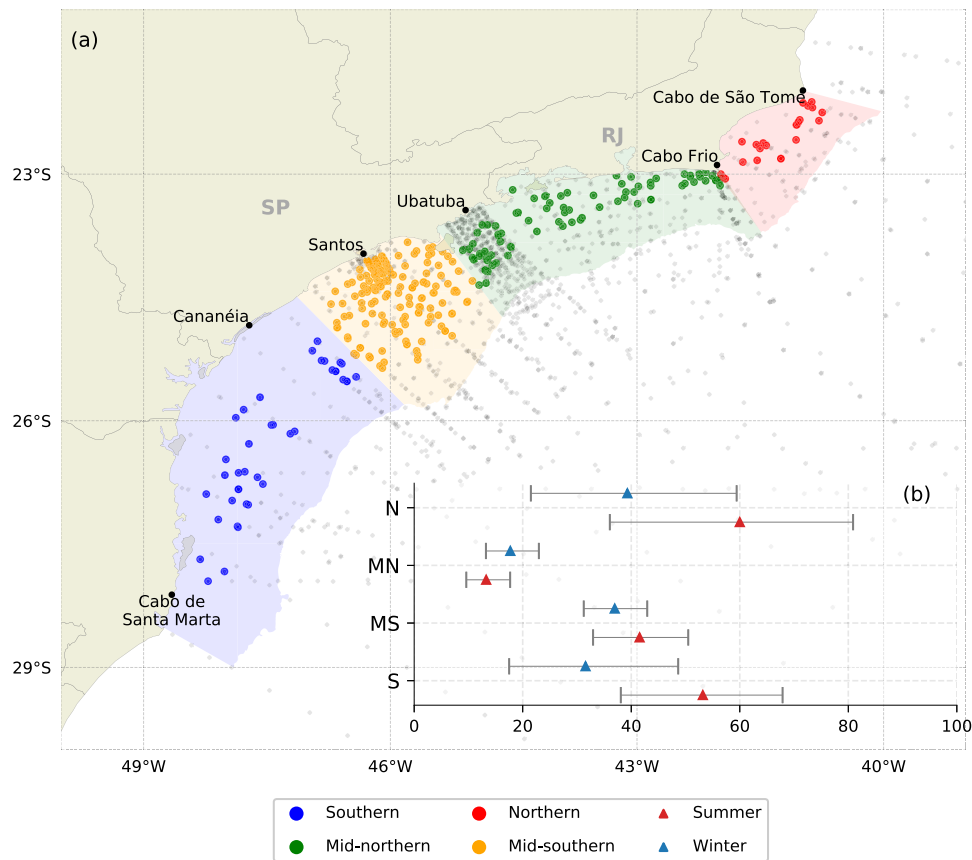 (a)
Cabo de São Tomé
RJ
Cabo Frio
23°S
Ubatuba
SP
Santos
Cananéia
26°S
(b)
N
MN
Cabo de
Santa Marta
MS
29°S
S
0 20 40 60 80 100
49°W 46°W 43°W 40°W
Southern Northern Summer
Mid-northern Mid-southern Winter